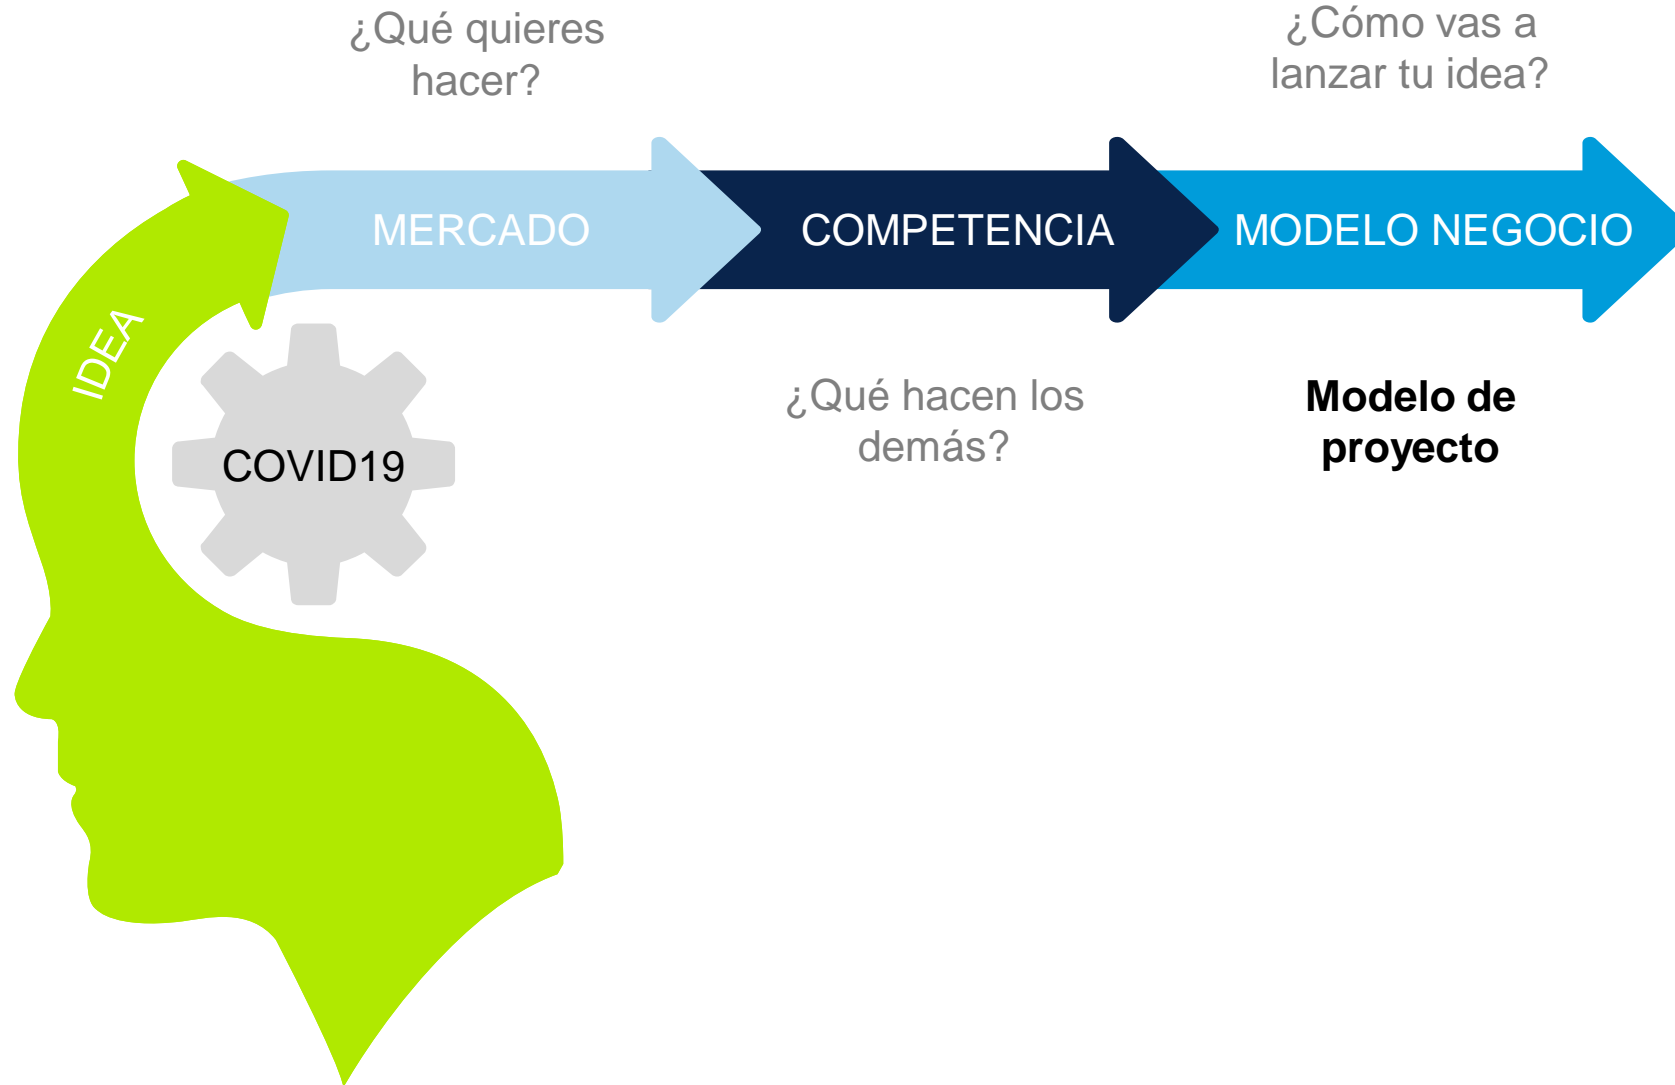 ¿Qué quieres
hacer?
¿Cómo vas a
lanzar tu idea?
IDEA
MERCADO
COMPETENCIA
MODELO NEGOCIO
COVID19
¿Qué hacen los
demás?
Modelo de
proyecto